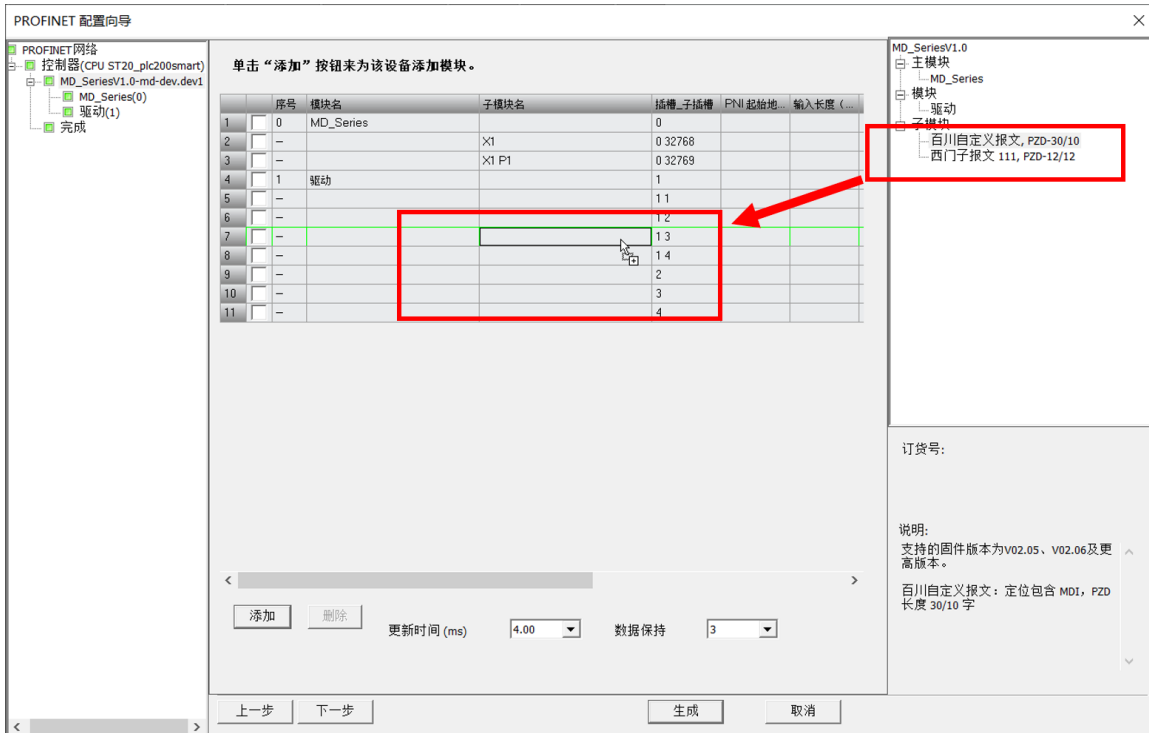 PROFINET 配置向导
PROFINET网络
控制器(CPU ST20_plc200smart)
MD_SeriesV1.0-md-dev.dev1
MD_Series(0)
驱动(1)
完成
单击“添加”按钮来为该设备添加模块。
序号 模块名 子模块名 插槽_子插槽 PNI 起始地... 输入长度 (...
1 0 MD_Series 0
2 – X1 0 32768
3 – X1 P1 0 32769
4 1 驱动 1
5 – 1 1
6 – 1 2
7 – 1 3
8 – 1 4
9 – 2
10 – 3
11 – 4
添加 删除 更新时间 (ms) 4.00 数据保持 3
上一步 下一步 生成 取消
MD_SeriesV1.0
主模块
MD_Series
模块
驱动
子模块
百川自定义报文, PZD-30/10
西门子报文 111, PZD-12/12
订货号:
说明:
支持的固件版本为V02.05、V02.06及更
高版本。
百川自定义报文：定位包含 MDI，PZD
长度 30/10 字